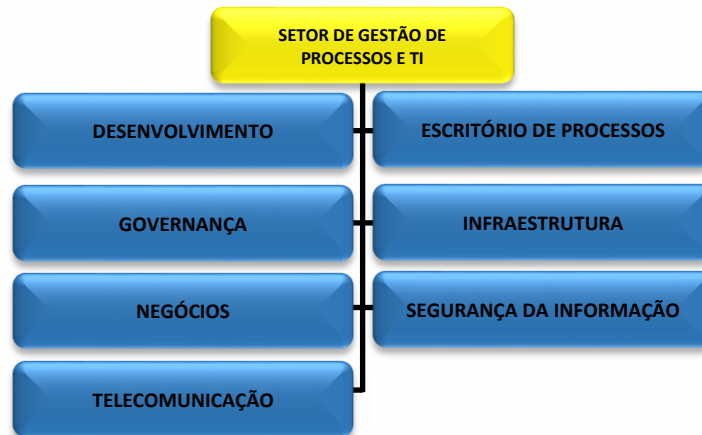 SETOR DE GESTÃO DE
PROCESSOS E TI
DESENVOLVIMENTO
ESCRITÓRIO DE PROCESSOS
GOVERNANÇA
INFRAESTRUTURA
NEGÓCIOS
SEGURANÇA DA INFORMAÇÃO
TELECOMUNICAÇÃO